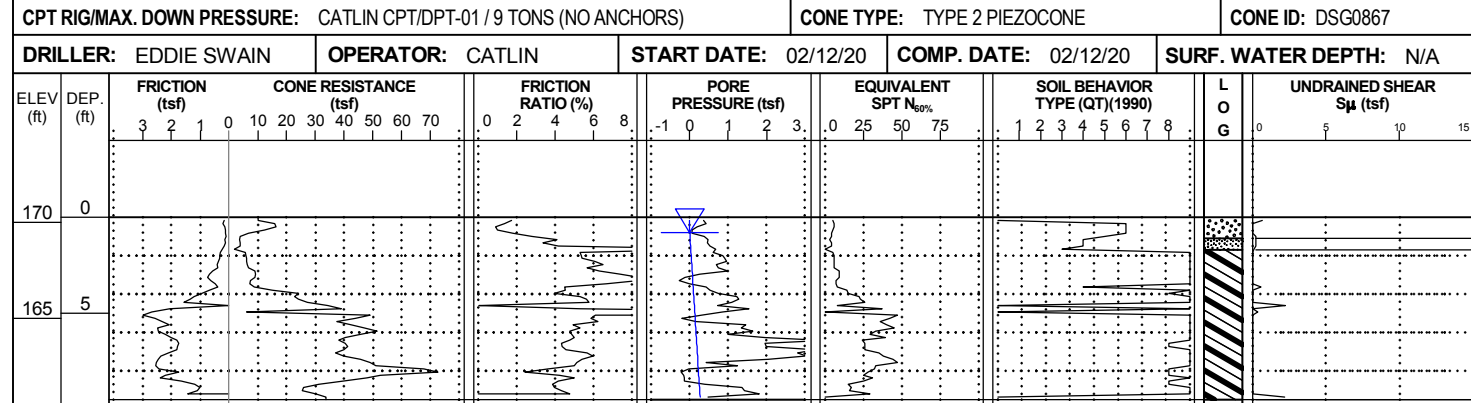 CPT RIG/MAX. DOWN PRESSURE: CATLIN CPT/DPT-01 / 9 TONS (NO ANCHORS) CONE TYPE: TYPE 2 PIEZOCONE CONE ID: DSG0867
DRILLER: EDDIE SWAIN OPERATOR: CATLIN START DATE: 02/12/20 COMP. DATE: 02/12/20 SURF. WATER DEPTH: N/A
ELEV (ft)
DEP. (ft)
FRICTION (tsf)
3 2 1 0
CONE RESISTANCE (tsf)
10 20 30 40 50 60 70
FRICTION RATIO (%)
0 2 4 6 8
PORE PRESSURE (tsf)
-1 0 1 2 3
EQUIVALENT SPT N60%
0 25 50 75
SOIL BEHAVIOR TYPE (QT)(1990)
1 2 3 4 5 6 7 8
LOG
UNDRAINED SHEAR Sμ (tsf)
0 5 10 15
170 0
165 5